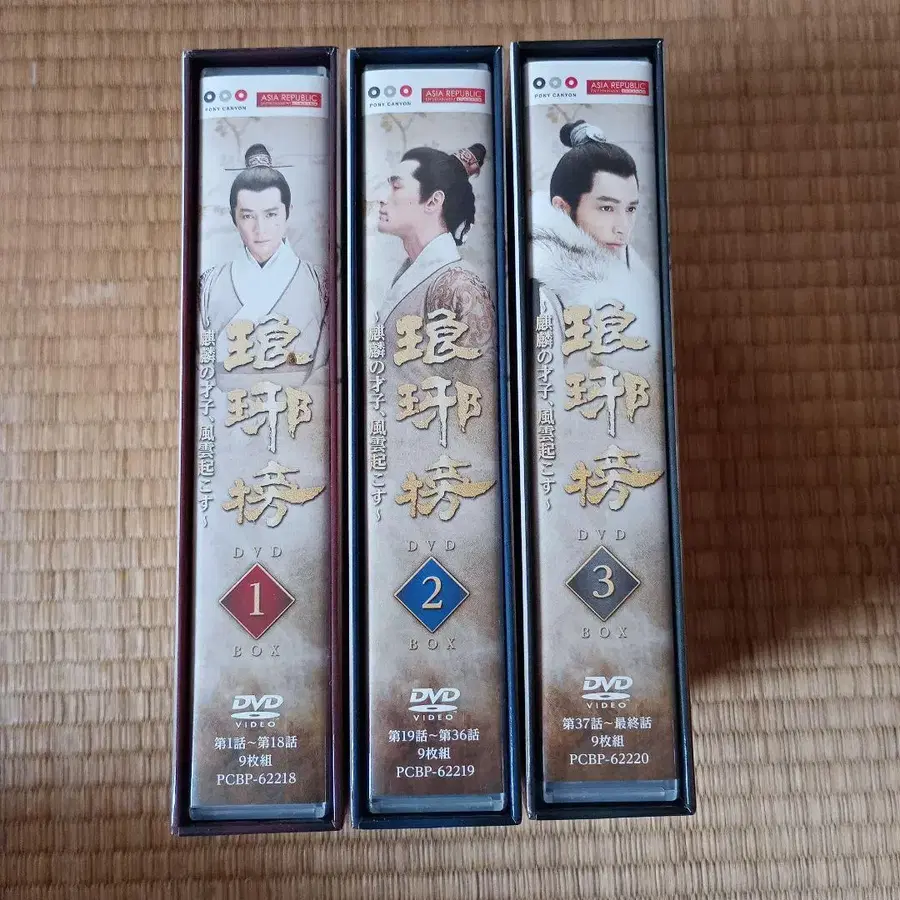 PONY CANYON
ASIA REPUBLIC
琅琊榜
~麒麟の才子、風雲起こす~
DVD
1
BOX
DVD
VIDEO
第1話~第18話
9枚組
PCBP-62218
PONY CANYON
ASIA REPUBLIC
琅琊榜
~麒麟の才子、風雲起こす~
DVD
2
BOX
DVD
VIDEO
第19話~第36話
9枚組
PCBP-62219
PONY CANYON
ASIA REPUBLIC
琅琊榜
~麒麟の才子、風雲起こす~
DVD
3
BOX
DVD
VIDEO
第37話~最終話
9枚組
PCBP-62220